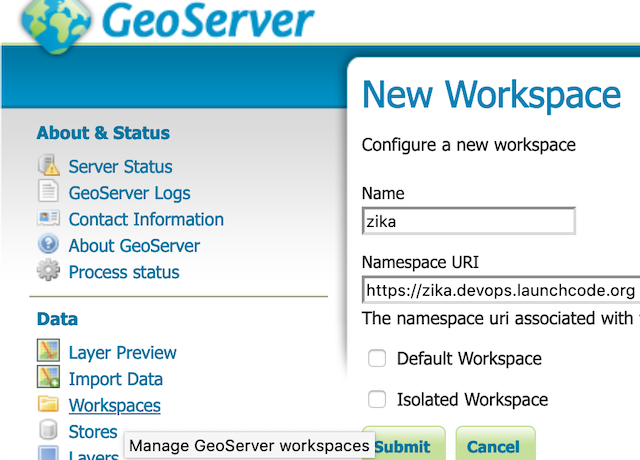 GeoServer
About & Status
Server Status
GeoServer Logs
Contact Information
About GeoServer
Process status
Data
Layer Preview
Import Data
Workspaces
Stores
Layers
Manage GeoServer workspaces
New Workspace
Configure a new workspace
Name
zika
Namespace URI
https://zika.devops.launchcode.org
The namespace uri associated with
Default Workspace
Isolated Workspace
Submit
Cancel